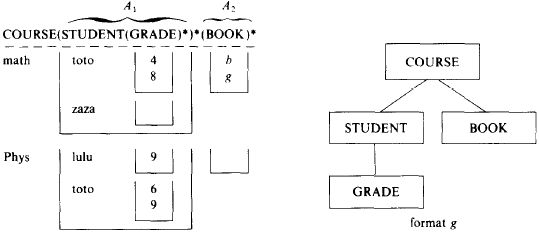 A₁ A₂
COURSE(STUDENT(GRADE)*)*(BOOK)*
math toto 4 b
8 g
zaza
Phys lulu 9
toto 6
9
COURSE
STUDENT BOOK
GRADE
format g